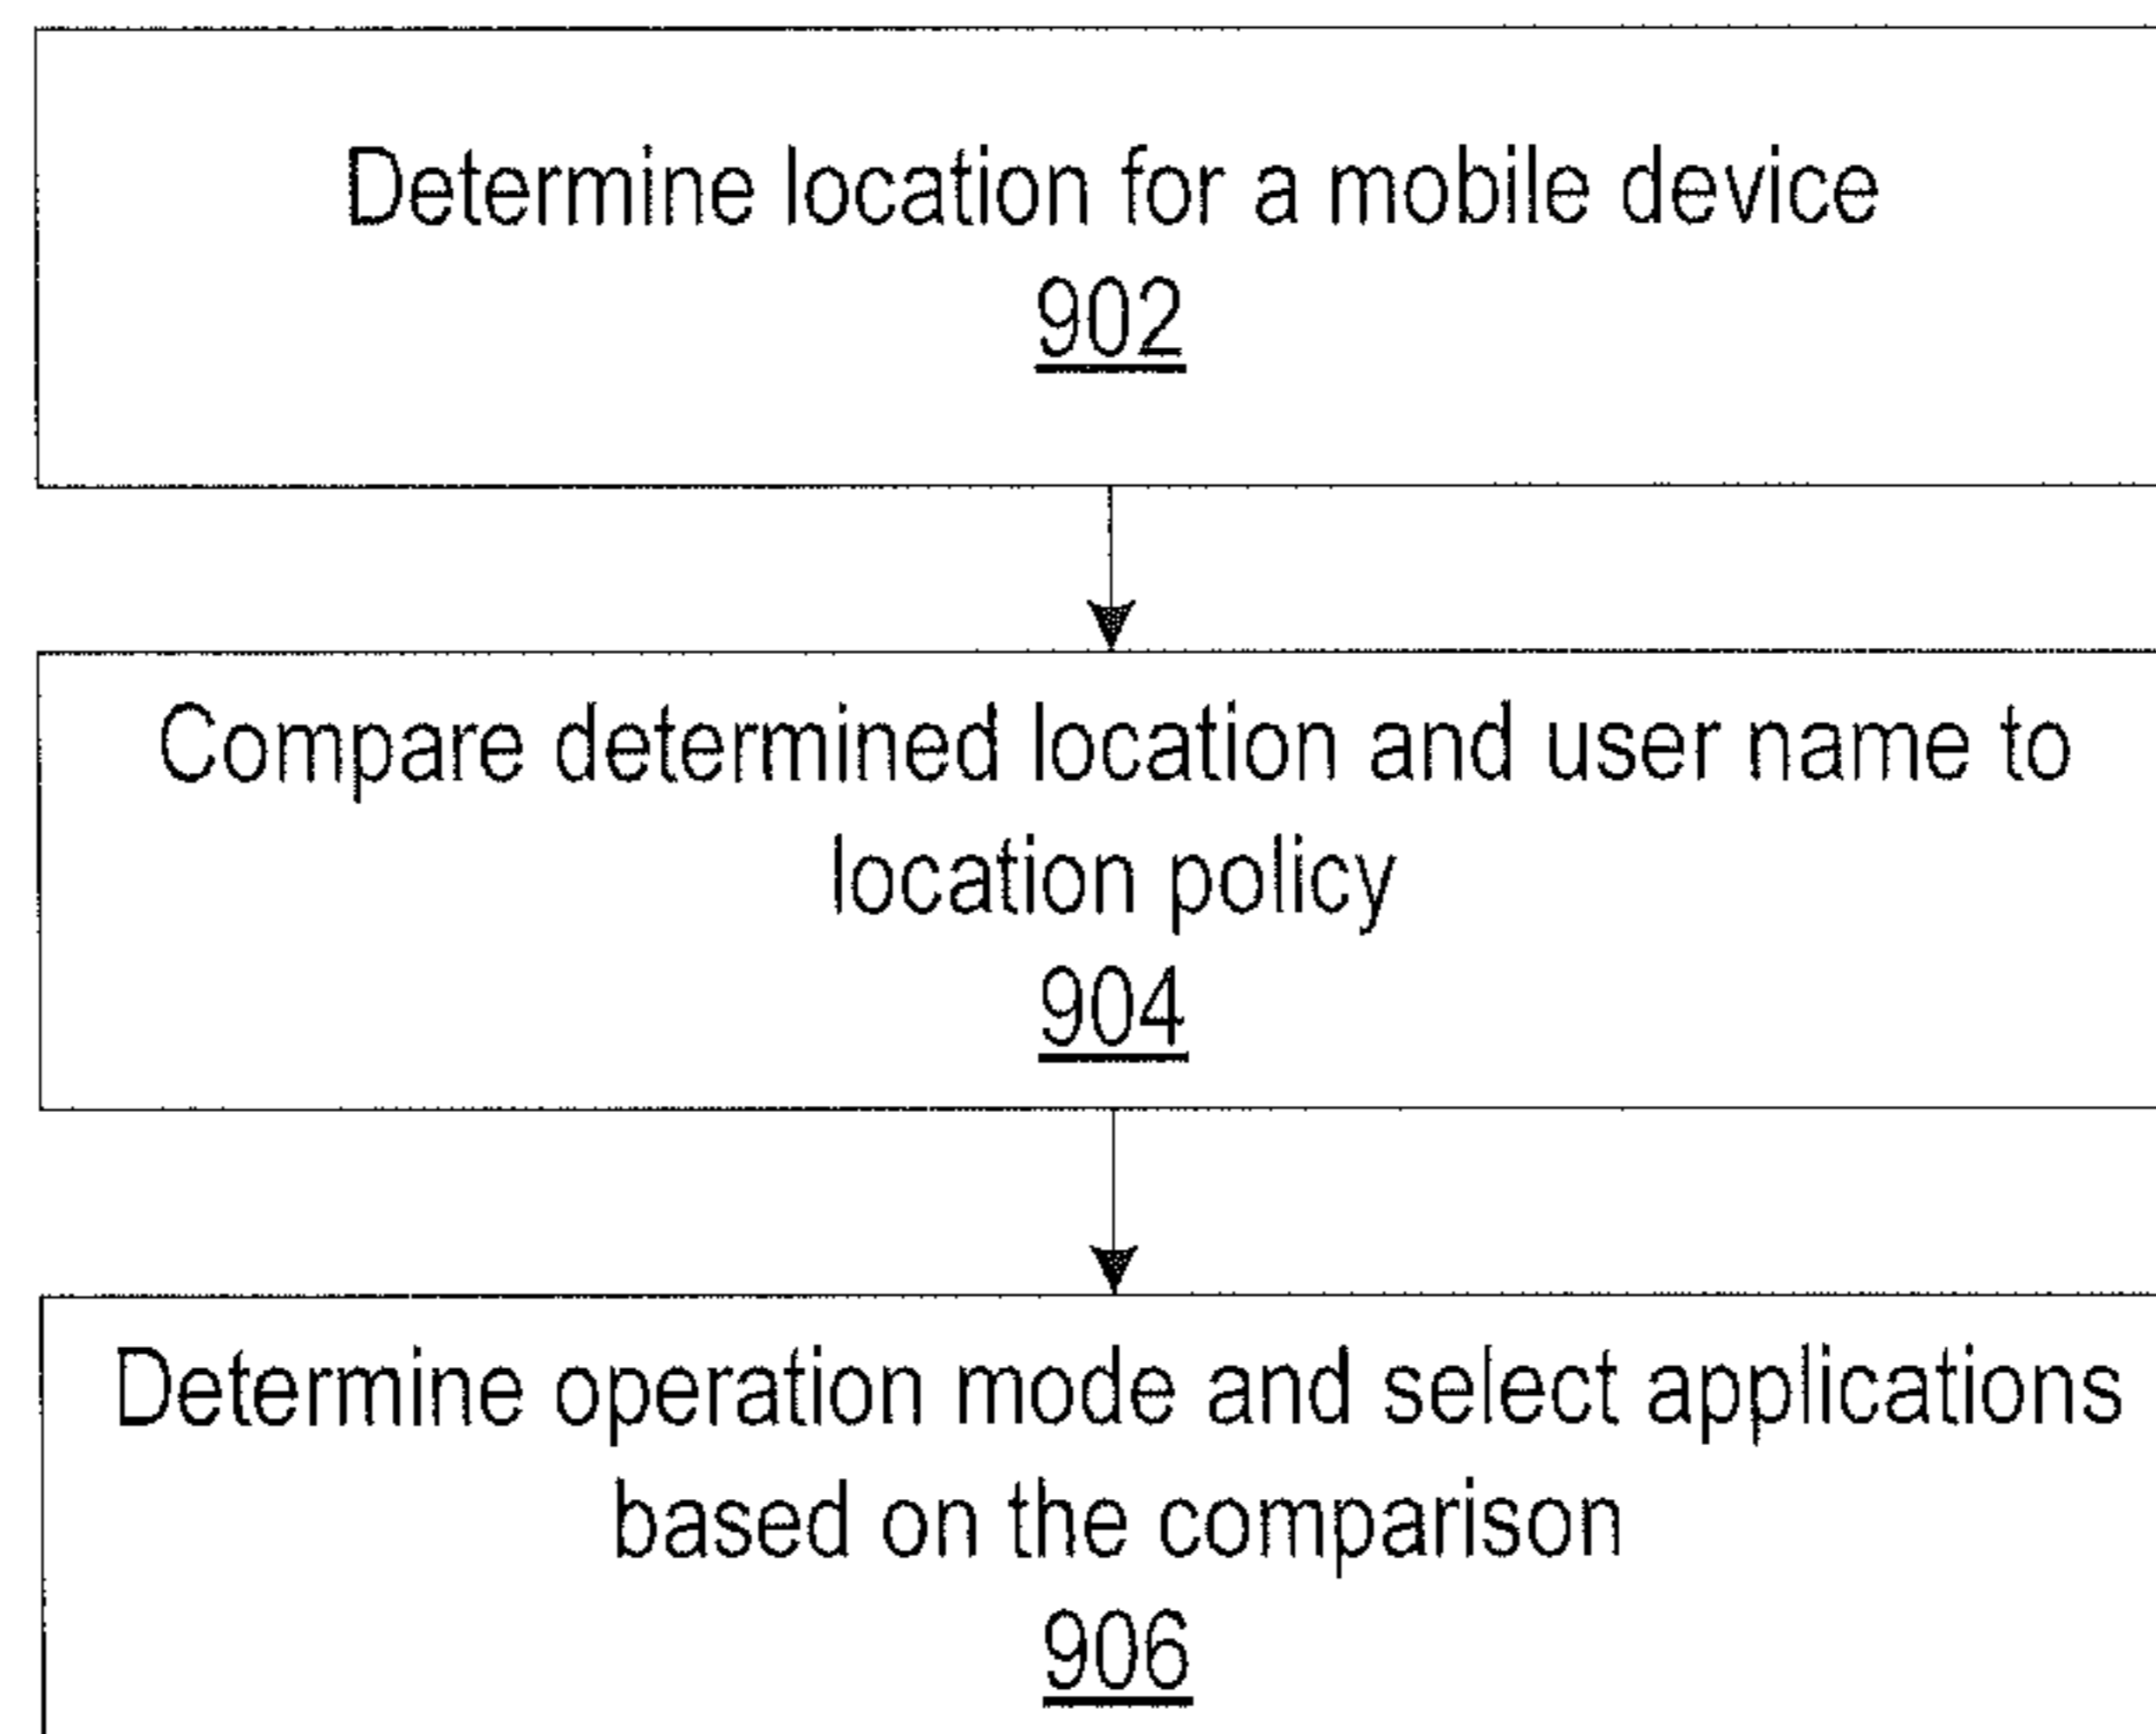 Determine location for a mobile device
902
Compare determined location and user name to
location policy
904
Determine operation mode and select applications
based on the comparison
906